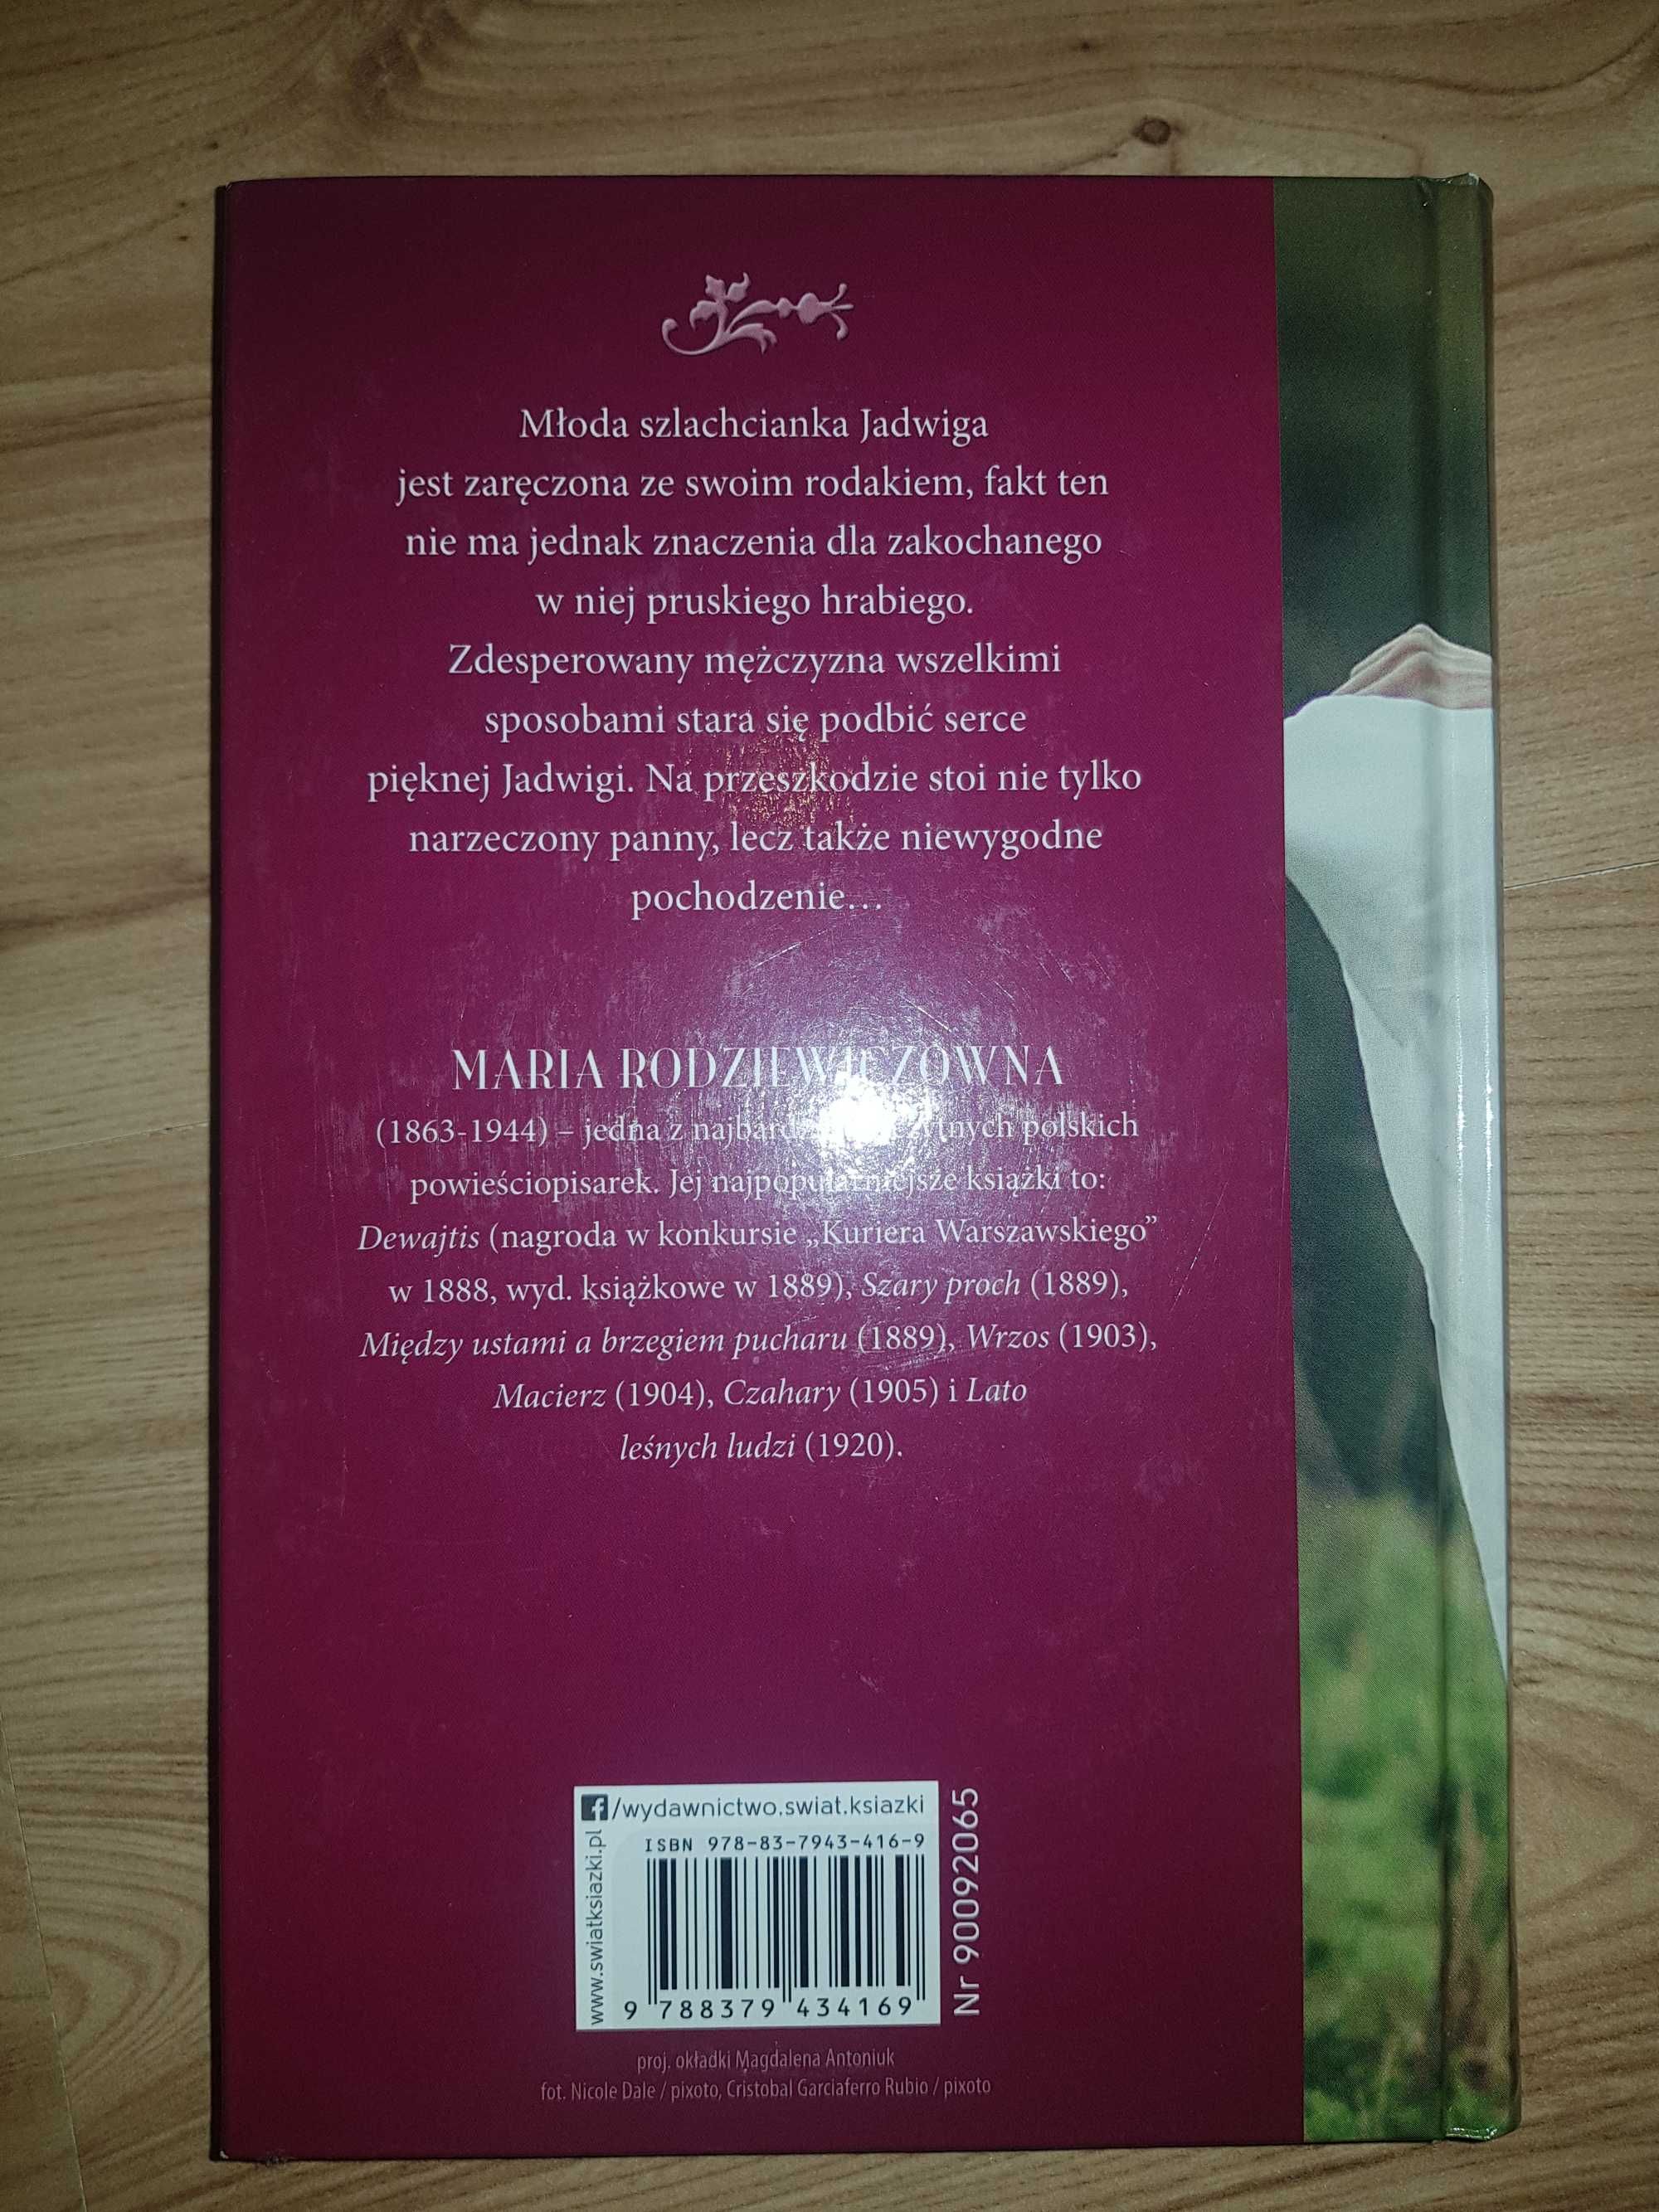 Młoda szlachcianka Jadwiga
jest zaręczona ze swoim rodakiem, fakt ten
nie ma jednak znaczenia dla zakochanego
w niej pruskiego hrabiego.
Zdesperowany mężczyzna wszelkimi
sposobami stara się podbić serce
pięknej Jadwigi. Na przeszkodzie stoi nie tylko
narzeczony panny, lecz także niewygodne
pochodzenie…
MARIA RODZIEWICZÓWNA
(1863-1944) – jedna z polskich
powieściopisarek. Jej najpopularniejsze książki to:
Dewajtis (nagroda w konkursie „Kuriera Warszawskiego”
w 1888, wyd. książkowe w 1889), Szary proch (1889),
Między ustami a brzegiem pucharu (1889), Wrzos (1903),
Macierz (1904), Czahary (1905) i Lato
leśnych ludzi (1920).
/wydawnictwo.swiat.ksiazki
www.swiatksiazki.pl
ISBN 978-83-7943-416-9
9 788379 434169
Nr 90092065
proj. okładki Magdalena Antoniuk
fot. Nicole Dale / pixoto, Cristobal Garciaferro Rubio / pixoto